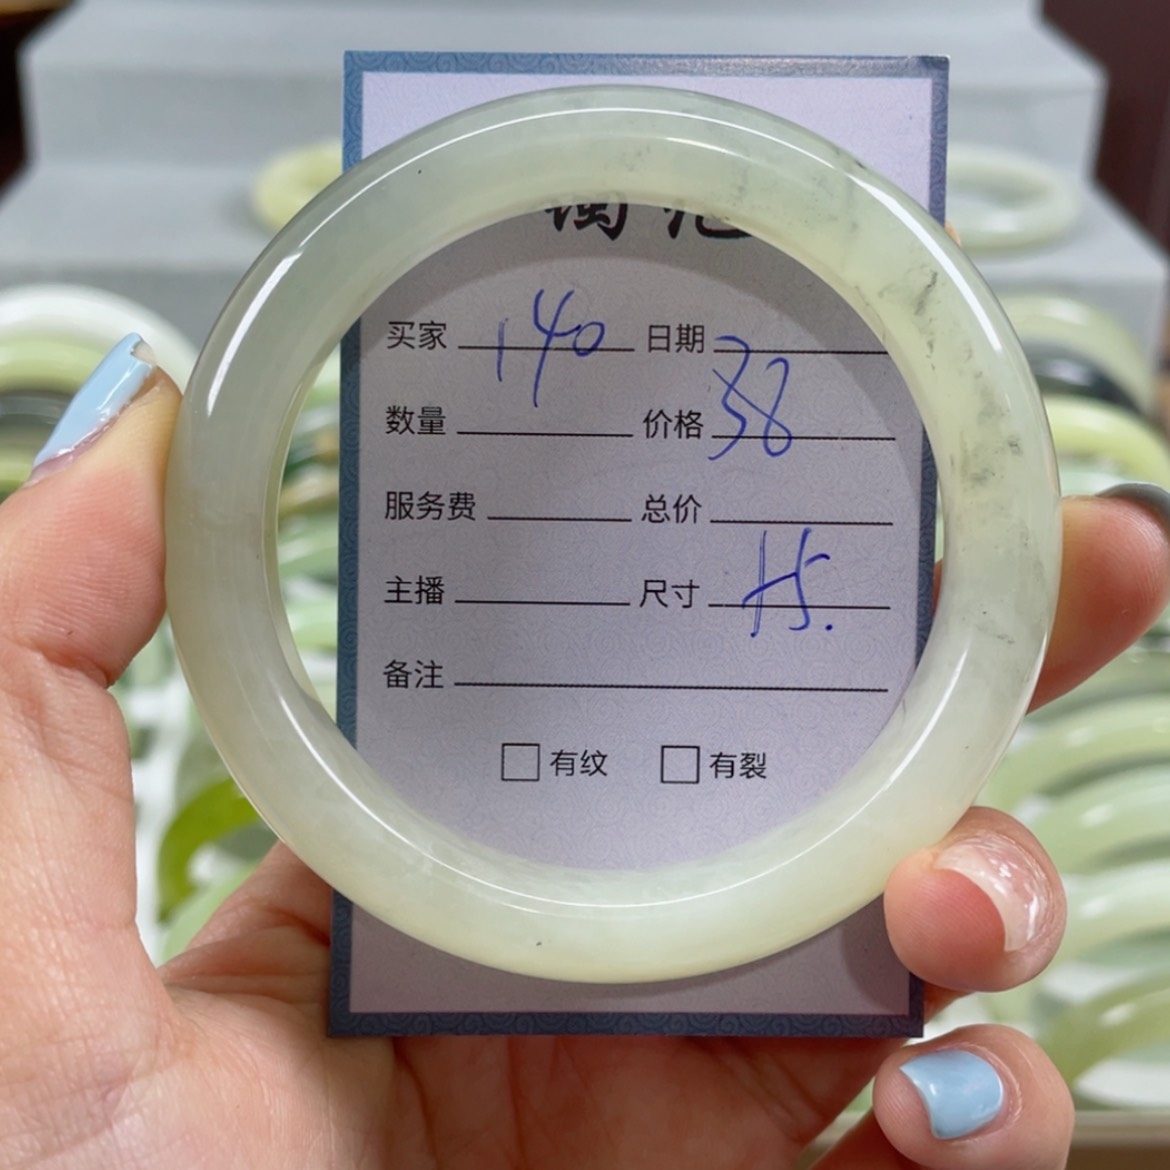 买家 140 日期
数量 价格 38
服务费 总价
主播 尺寸
备注
□ 有纹 □ 有裂